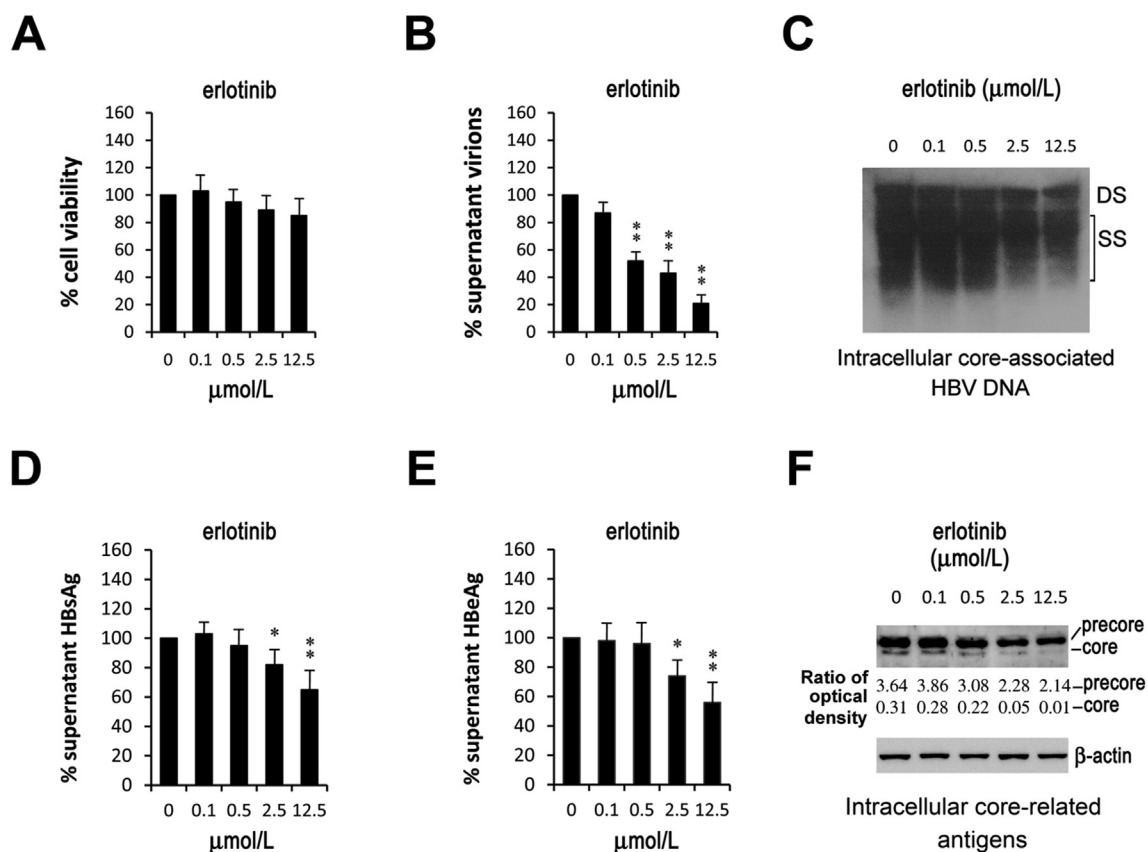 A
erlotinib
% cell viability
160
140
120
100
80
60
40
20
0
0 0.1 0.5 2.5 12.5
μmol/L
B
erlotinib
% supernatant virions
160
140
120
100
80
60
40
20
0
** ** **
0 0.1 0.5 2.5 12.5
μmol/L
C
erlotinib (μmol/L)
0 0.1 0.5 2.5 12.5
DS
SS
Intracellular core-associated
HBV DNA
D
erlotinib
% supernatant HBsAg
160
140
120
100
80
60
40
20
0
* **
0 0.1 0.5 2.5 12.5
μmol/L
E
erlotinib
% supernatant HBeAg
160
140
120
100
80
60
40
20
0
* **
0 0.1 0.5 2.5 12.5
μmol/L
F
erlotinib
(μmol/L)
0 0.1 0.5 2.5 12.5
precore
core
Ratio of
optical
density
3.64 3.86 3.08 2.28 2.14 precore
0.31 0.28 0.22 0.05 0.01 core
β-actin
Intracellular core-related
antigens